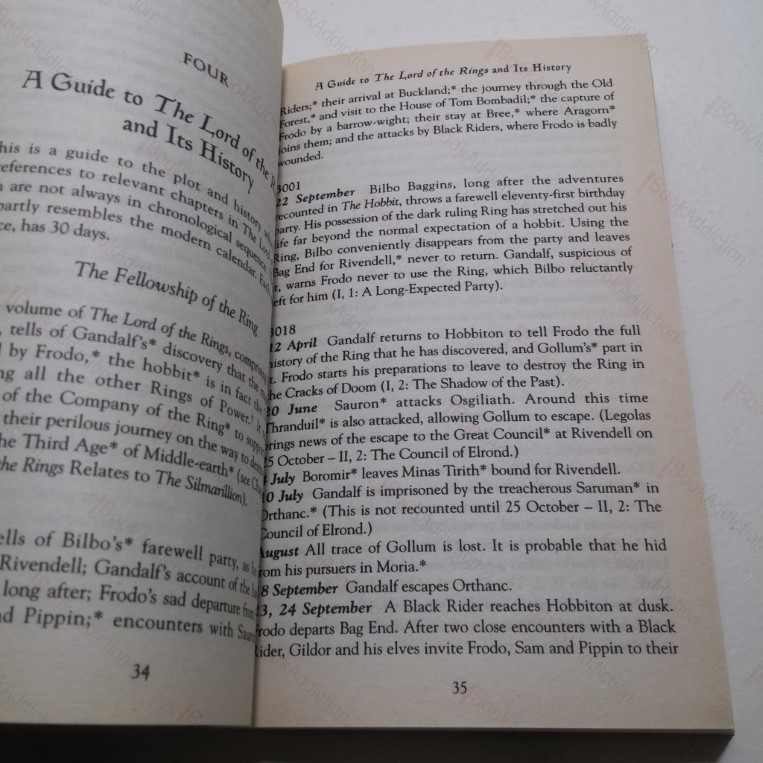 FOUR
A Guide to The Lord of the
and Its History
his is a guide to the plot and history
references to relevant chapters in The
are not always in chronological sequence.
partly resembles the modern calendar.
ce, has 30 days.
The Fellowship of the Ring
volume of The Lord of the Rings,
, tells of Gandalf's* discovery that the
by Frodo,* the hobbit* is in fact the
ng all the other Rings of Power.
of the Company of the Ring* to
their perilous journey on the way to
he Third Age* of Middle-earth* (see
he Rings Relates to The Silmarillion).
ells of Bilbo's* farewell party, as
Rivendell; Gandalf's account of the
long after; Frodo's sad departure from
nd Pippin;* encounters with
34
A Guide to The Lord of the Rings and Its History
Riders;* their arrival at Buckland;* the journey through the Old
Forest,* and visit to the House of Tom Bombadil;* the capture of
Frodo by a barrow-wight; their stay at Bree,* where Aragorn*
joins them; and the attacks by Black Riders, where Frodo is badly
wounded.
3001
22 September Bilbo Baggins, long after the adventures
recounted in The Hobbit, throws a farewell eleventy-first birthday
party. His possession of the dark ruling Ring has stretched out his
life far beyond the normal expectation of a hobbit. Using the
Ring, Bilbo conveniently disappears from the party and leaves
Bag End for Rivendell,* never to return. Gandalf, suspicious of
it, warns Frodo never to use the Ring, which Bilbo reluctantly
left for him (I, 1: A Long-Expected Party).
3018
12 April Gandalf returns to Hobbiton to tell Frodo the full
history of the Ring that he has discovered, and Gollum's* part in
it. Frodo starts his preparations to leave to destroy the Ring in
the Cracks of Doom (I, 2: The Shadow of the Past).
20 June Sauron* attacks Osgiliath. Around this time
Thranduil* is also attacked, allowing Gollum to escape. (Legolas
brings news of the escape to the Great Council* at Rivendell on
25 October – II, 2: The Council of Elrond.)
July Boromir* leaves Minas Tirith* bound for Rivendell.
10 July Gandalf is imprisoned by the treacherous Saruman* in
Orthanc.* (This is not recounted until 25 October – II, 2: The
Council of Elrond.)
August All trace of Gollum is lost. It is probable that he hid
from his pursuers in Moria.*
18 September Gandalf escapes Orthanc.
23, 24 September A Black Rider reaches Hobbiton at dusk.
Frodo departs Bag End. After two close encounters with a Black
Rider, Gildor and his elves invite Frodo, Sam and Pippin to their
35